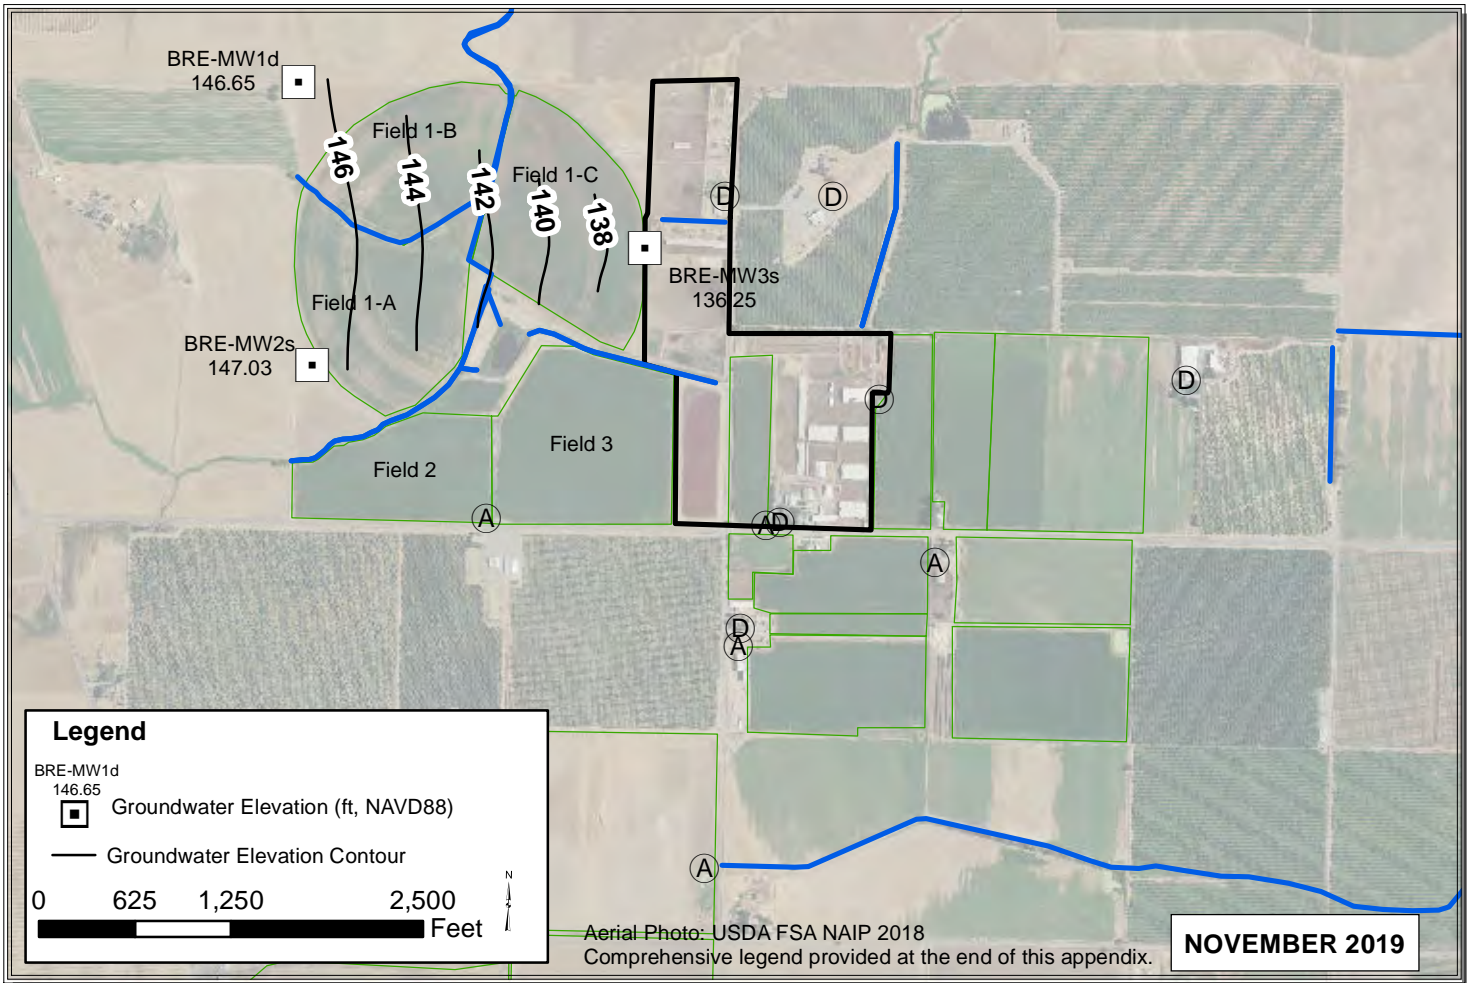 BRE-MW1d
146.65
Field 1-B
146
144
142
Field 1-C
140
138
D
D
BRE-MW3s
136.25
Field 1-A
BRE-MW2s
147.03
D
D
Field 3
Field 2
A
A
D
A
D
A
A
Legend
BRE-MW1d
146.65
Groundwater Elevation (ft, NAVD88)
Groundwater Elevation Contour
0 625 1,250 2,500
Feet
N
Aerial Photo: USDA FSA NAIP 2018
Comprehensive legend provided at the end of this appendix.
NOVEMBER 2019